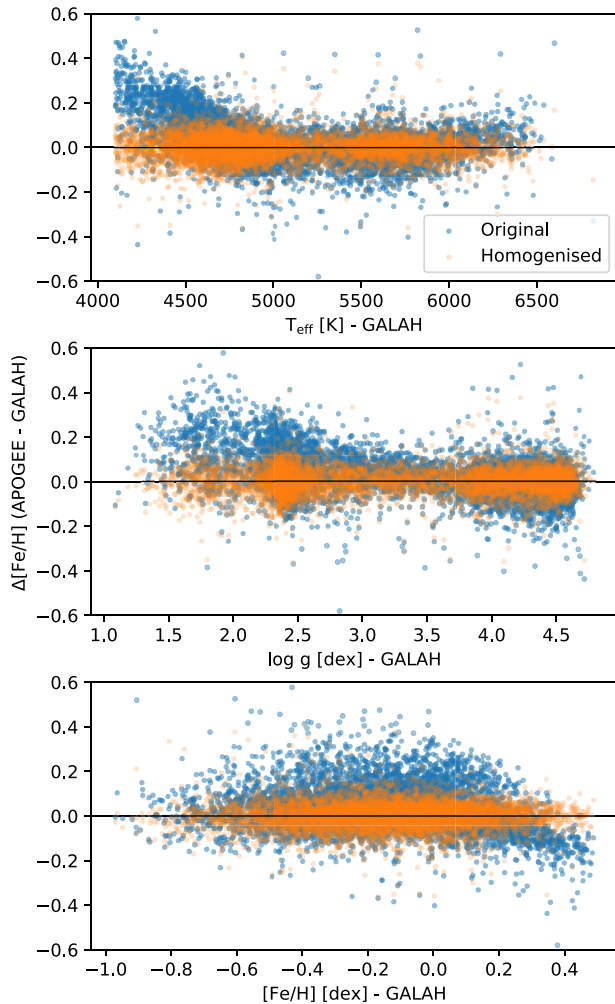 0.6
0.4
0.2
0.0
−0.2
−0.4
−0.6
Original
Homogenised
4000 4500 5000 5500 6000 6500
T_eff [K] - GALAH
Δ[Fe/H] (APOGEE - GALAH)
0.6
0.4
0.2
0.0
−0.2
−0.4
−0.6
1.0 1.5 2.0 2.5 3.0 3.5 4.0 4.5
log g [dex] - GALAH
0.6
0.4
0.2
0.0
−0.2
−0.4
−0.6
−1.0 −0.8 −0.6 −0.4 −0.2 0.0 0.2 0.4
[Fe/H] [dex] - GALAH